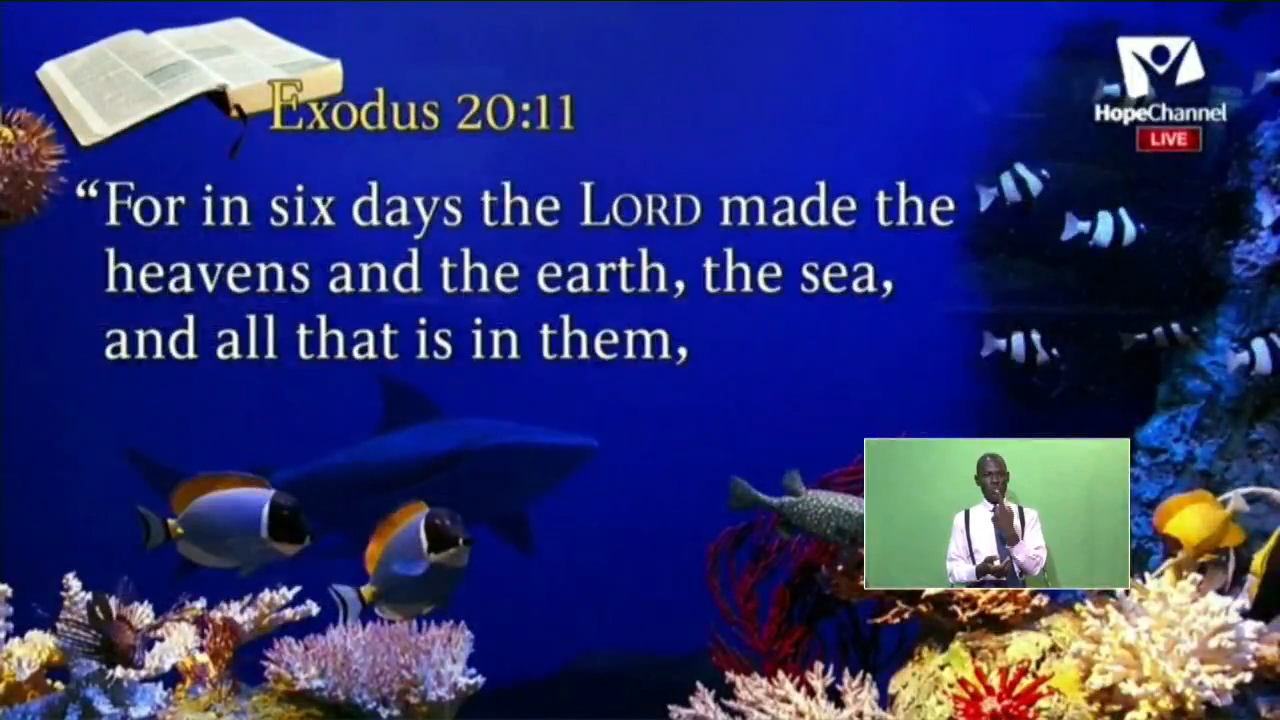 Exodus 20:11
HopeChannel
LIVE
“For in six days the LORD made the
heavens and the earth, the sea,
and all that is in them,